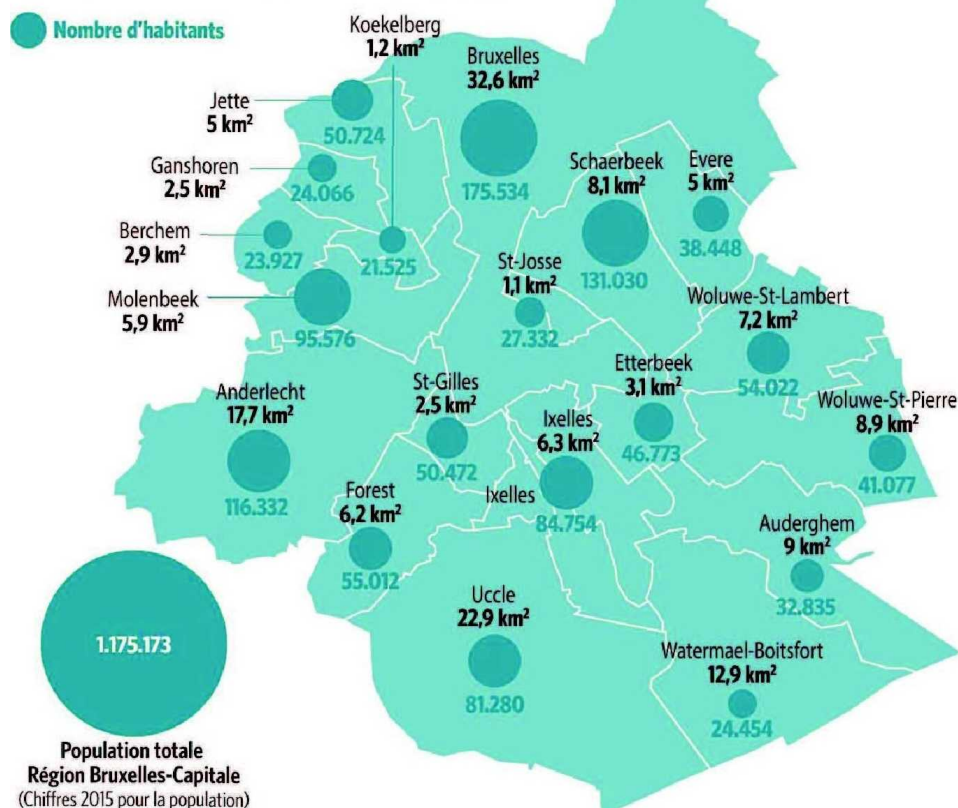 Nombre d'habitants
Koekelberg
1,2 km²
21.525
Bruxelles
32,6 km²
175.534
Jette
5 km²
50.724
Ganshoren
2,5 km²
24.066
Schaerbeek
8,1 km²
131.030
Evere
5 km²
38.448
Berchem
2,9 km²
23.927
St-Josse
1,1 km²
27.332
Molenbeek
5,9 km²
95.576
Woluwe-St-Lambert
7,2 km²
54.022
Etterbeek
3,1 km²
46.773
Anderlecht
17,7 km²
116.332
St-Gilles
2,5 km²
50.472
Ixelles
6,3 km²
Ixelles
84.754
Woluwe-St-Pierre
8,9 km²
41.077
Forest
6,2 km²
55.012
Auderghem
9 km²
32.835
Uccle
22,9 km²
81.280
Watermael-Boitsfort
12,9 km²
24.454
1.175.173
Population totale
Région Bruxelles-Capitale
(Chiffres 2015 pour la population)